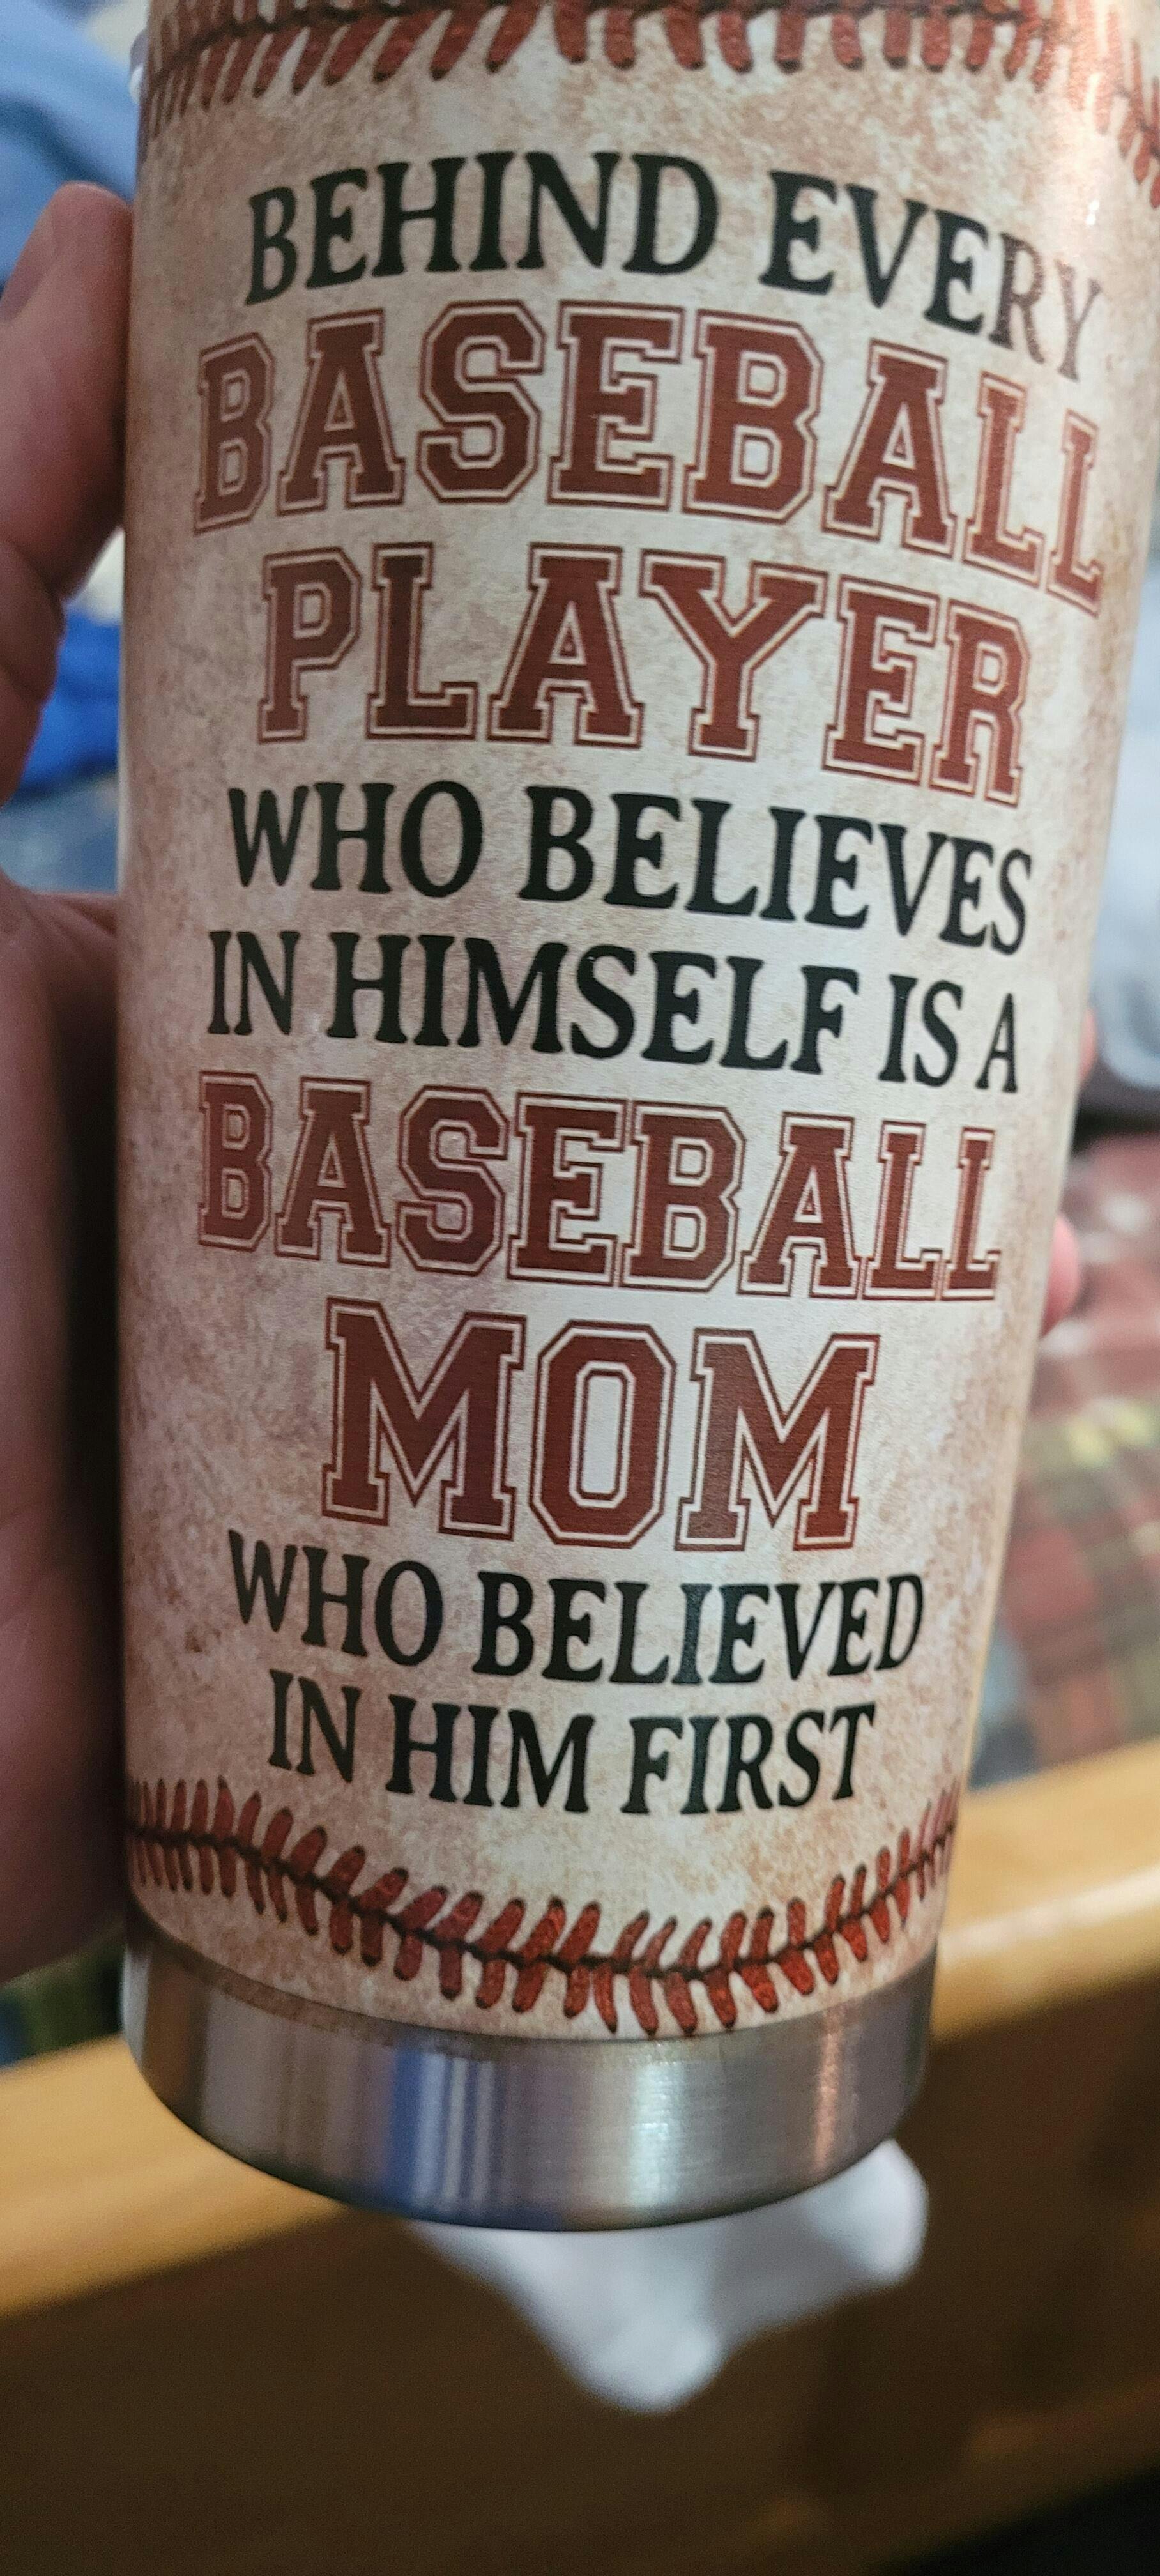 BEHIND EVERY
BASEBALL
PLAYER
WHO BELIEVES
IN HIMSELF IS A
BASEBALL
MOM
WHO BELIEVED
IN HIM FIRST